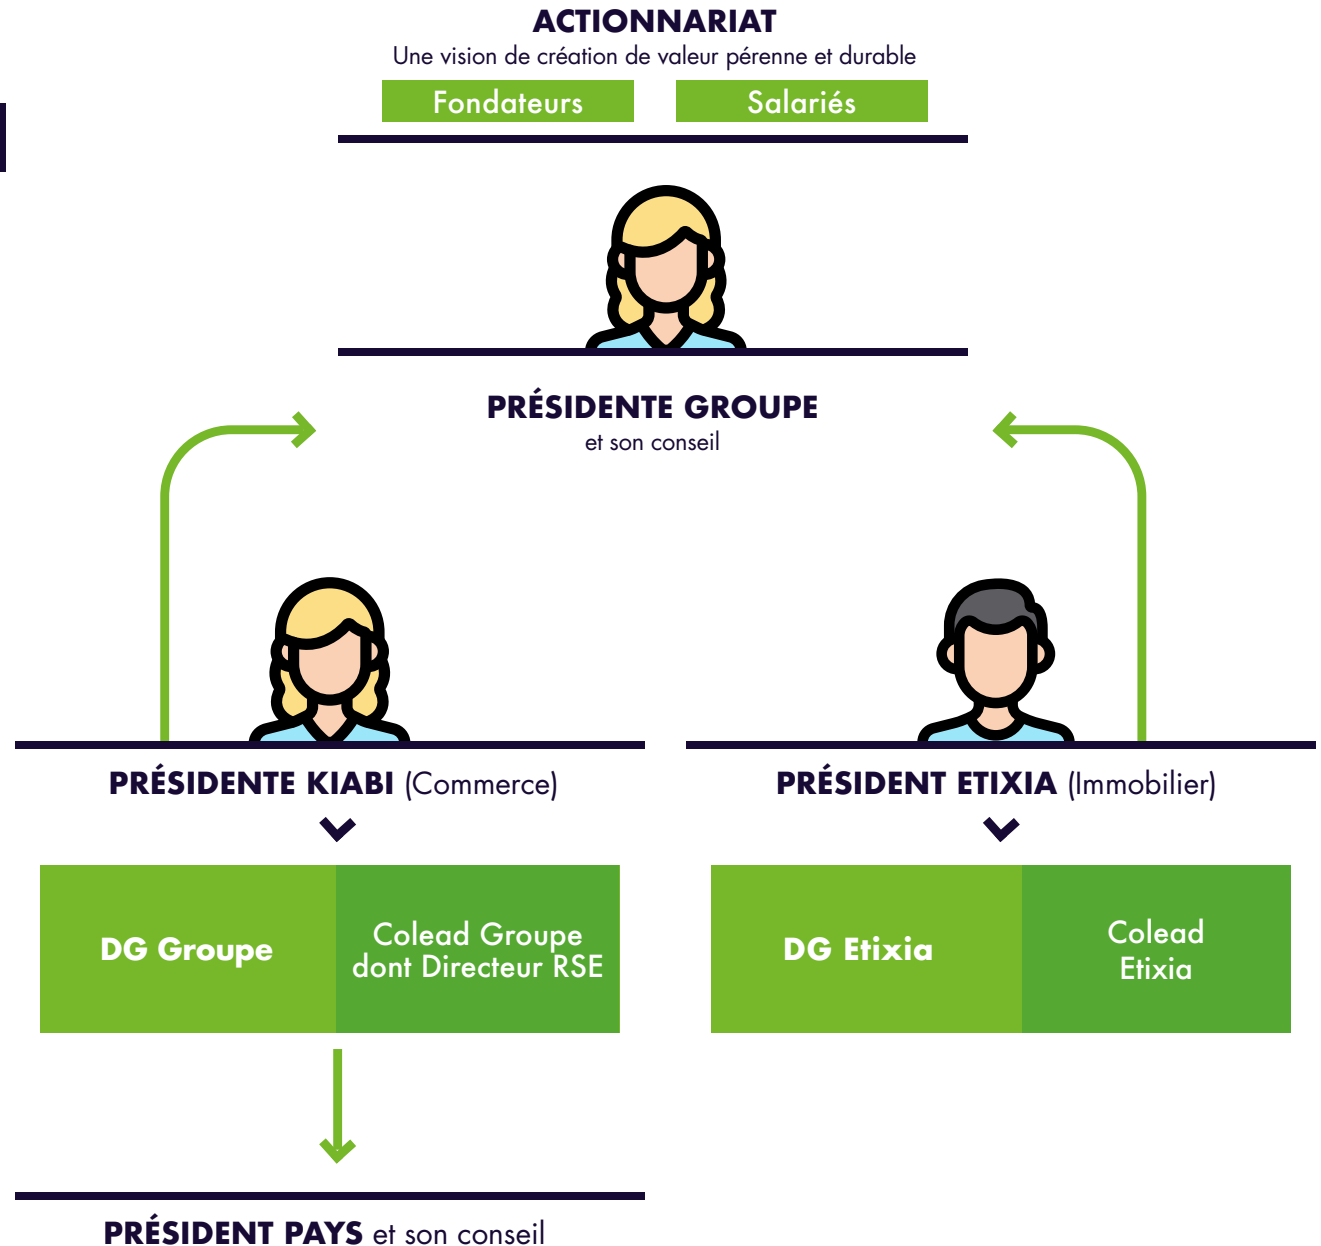 ACTIONNARIAT
Une vision de création de valeur pérenne et durable
Fondateurs
Salariés
PRÉSIDENTE GROUPE
et son conseil
PRÉSIDENTE KIABI (Commerce)
PRÉSIDENT ETIXIA (Immobilier)
DG Groupe
Colead Groupe
dont Directeur RSE
DG Etixia
Colead
Etixia
PRÉSIDENT PAYS et son conseil